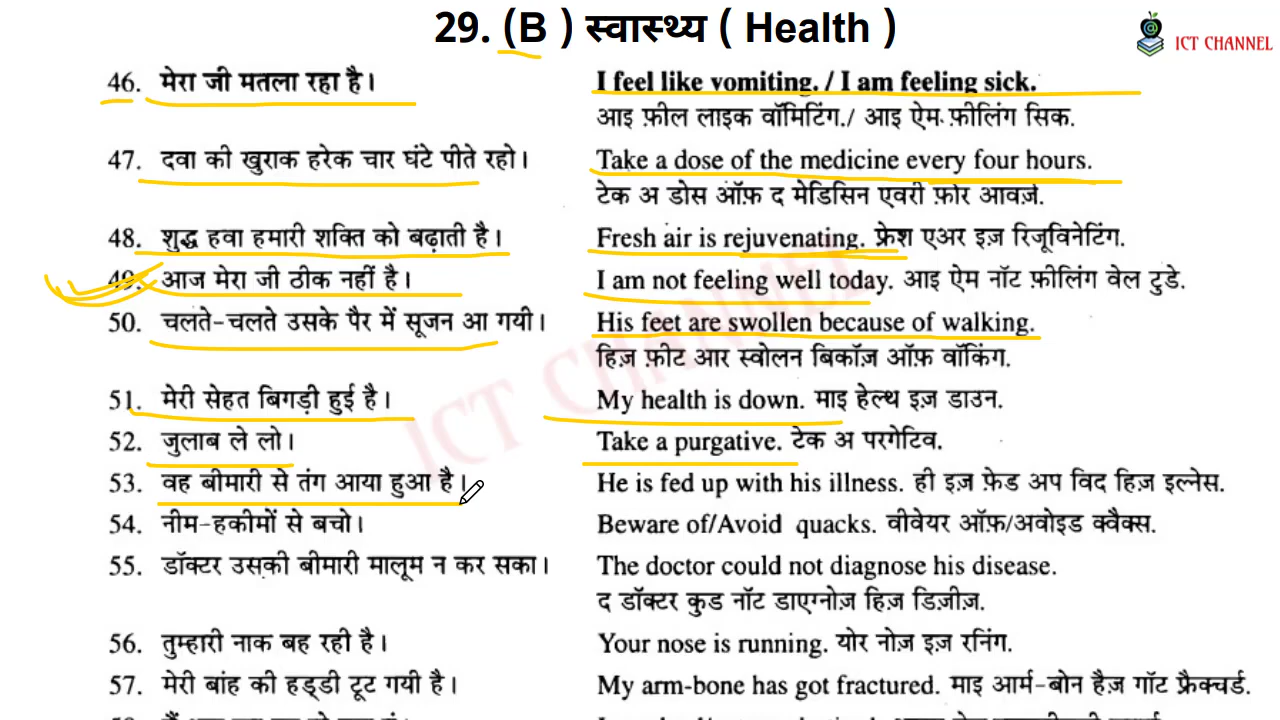 29. (B ) स्वास्थ्य ( Health )
ICT CHANNEL
46. मेरा जी मतला रहा है। I feel like vomiting. / I am feeling sick.
आइ फ़ील लाइक वॉमिटिंग./ आइ ऐम फ़ीलिंग सिक.
47. दवा की खुराक हरेक चार घंटे पीते रहो। Take a dose of the medicine every four hours.
टेक अ डोस ऑफ़ द मेडिसिन एवरी फ़ोर आवर्ज़.
48. शुद्ध हवा हमारी शक्ति को बढ़ाती है। Fresh air is rejuvenating. फ्रेश एअर इज़ रिजूविनेटिंग.
49. आज मेरा जी ठीक नहीं है। I am not feeling well today. आइ ऐम नॉट फ़ीलिंग वेल टुडे.
50. चलते-चलते उसके पैर में सूजन आ गयी। His feet are swollen because of walking.
हिज़ फ़ीट आर स्वोलन बिकॉज़ ऑफ़ वॉकिंग.
51. मेरी सेहत बिगड़ी हुई है। My health is down. माइ हेल्थ इज़ डाउन.
52. जुलाब ले लो। Take a purgative. टेक अ परगेटिव.
53. वह बीमारी से तंग आया हुआ है। He is fed up with his illness. ही इज़ फ़ेड अप विद हिज़ इल्नेस.
54. नीम-हकीमों से बचो। Beware of/Avoid quacks. वीवेयर ऑफ़/अवोइड क्वैक्स.
55. डॉक्टर उसकी बीमारी मालूम न कर सका। The doctor could not diagnose his disease.
द डॉक्टर कुड नॉट डाएग्नोज़ हिज़ डिज़ीज़.
56. तुम्हारी नाक बह रही है। Your nose is running. योर नोज़ इज़ रनिंग.
57. मेरी बांह की हड्डी टूट गयी है। My arm-bone has got fractured. माइ आर्म-बोन हैज़ गॉट फ्रैक्चर्ड.
ICT CHANNEL